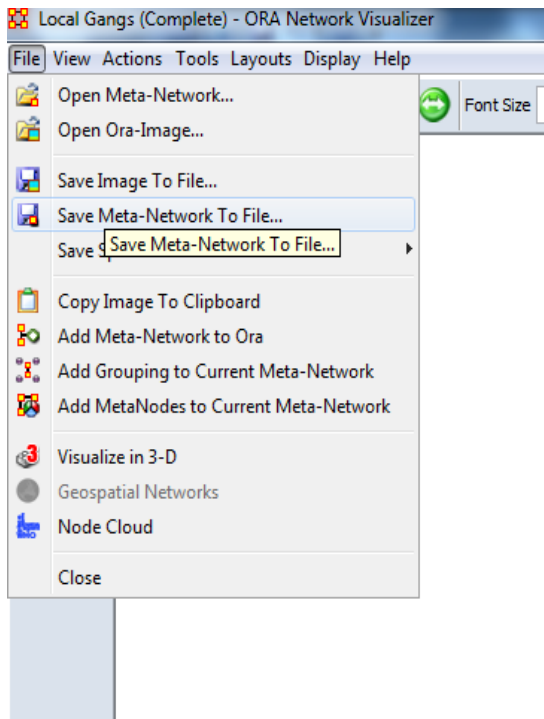 Local Gangs (Complete) - ORA Network Visualizer
File View Actions Tools Layouts Display Help
Font Size
Open Meta-Network...
Open Ora-Image...
Save Image To File...
Save Meta-Network To File...
Save Meta-Network To File...
Save
Copy Image To Clipboard
Add Meta-Network to Ora
Add Grouping to Current Meta-Network
Add MetaNodes to Current Meta-Network
Visualize in 3-D
Geospatial Networks
Node Cloud
Close